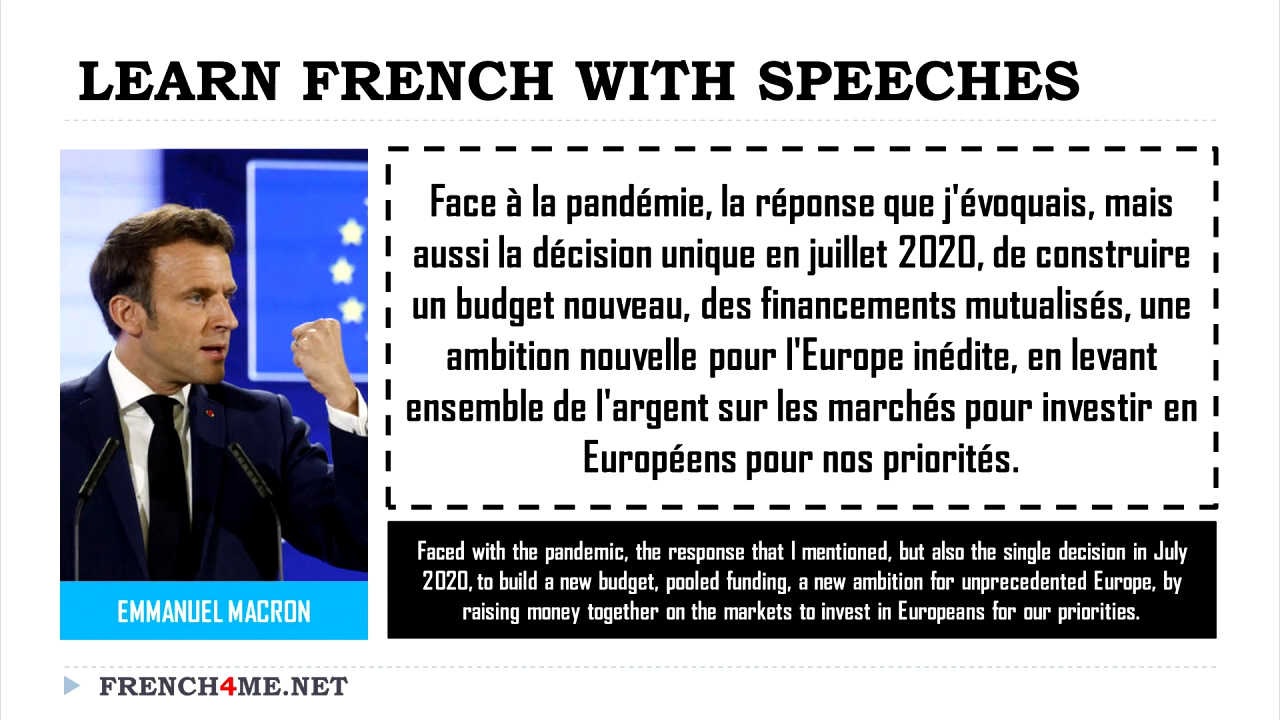 LEARN FRENCH WITH SPEECHES
Face à la pandémie, la réponse que j'évoquais, mais
aussi la décision unique en juillet 2020, de construire
un budget nouveau, des financements mutualisés, une
ambition nouvelle pour l'Europe inédite, en levant
ensemble de l'argent sur les marchés pour investir en
Européens pour nos priorités.
Faced with the pandemic, the response that I mentioned, but also the single decision in July
2020, to build a new budget, pooled funding, a new ambition for unprecedented Europe, by
raising money together on the markets to invest in Europeans for our priorities.
EMMANUEL MACRON
FRENCH4ME.NET